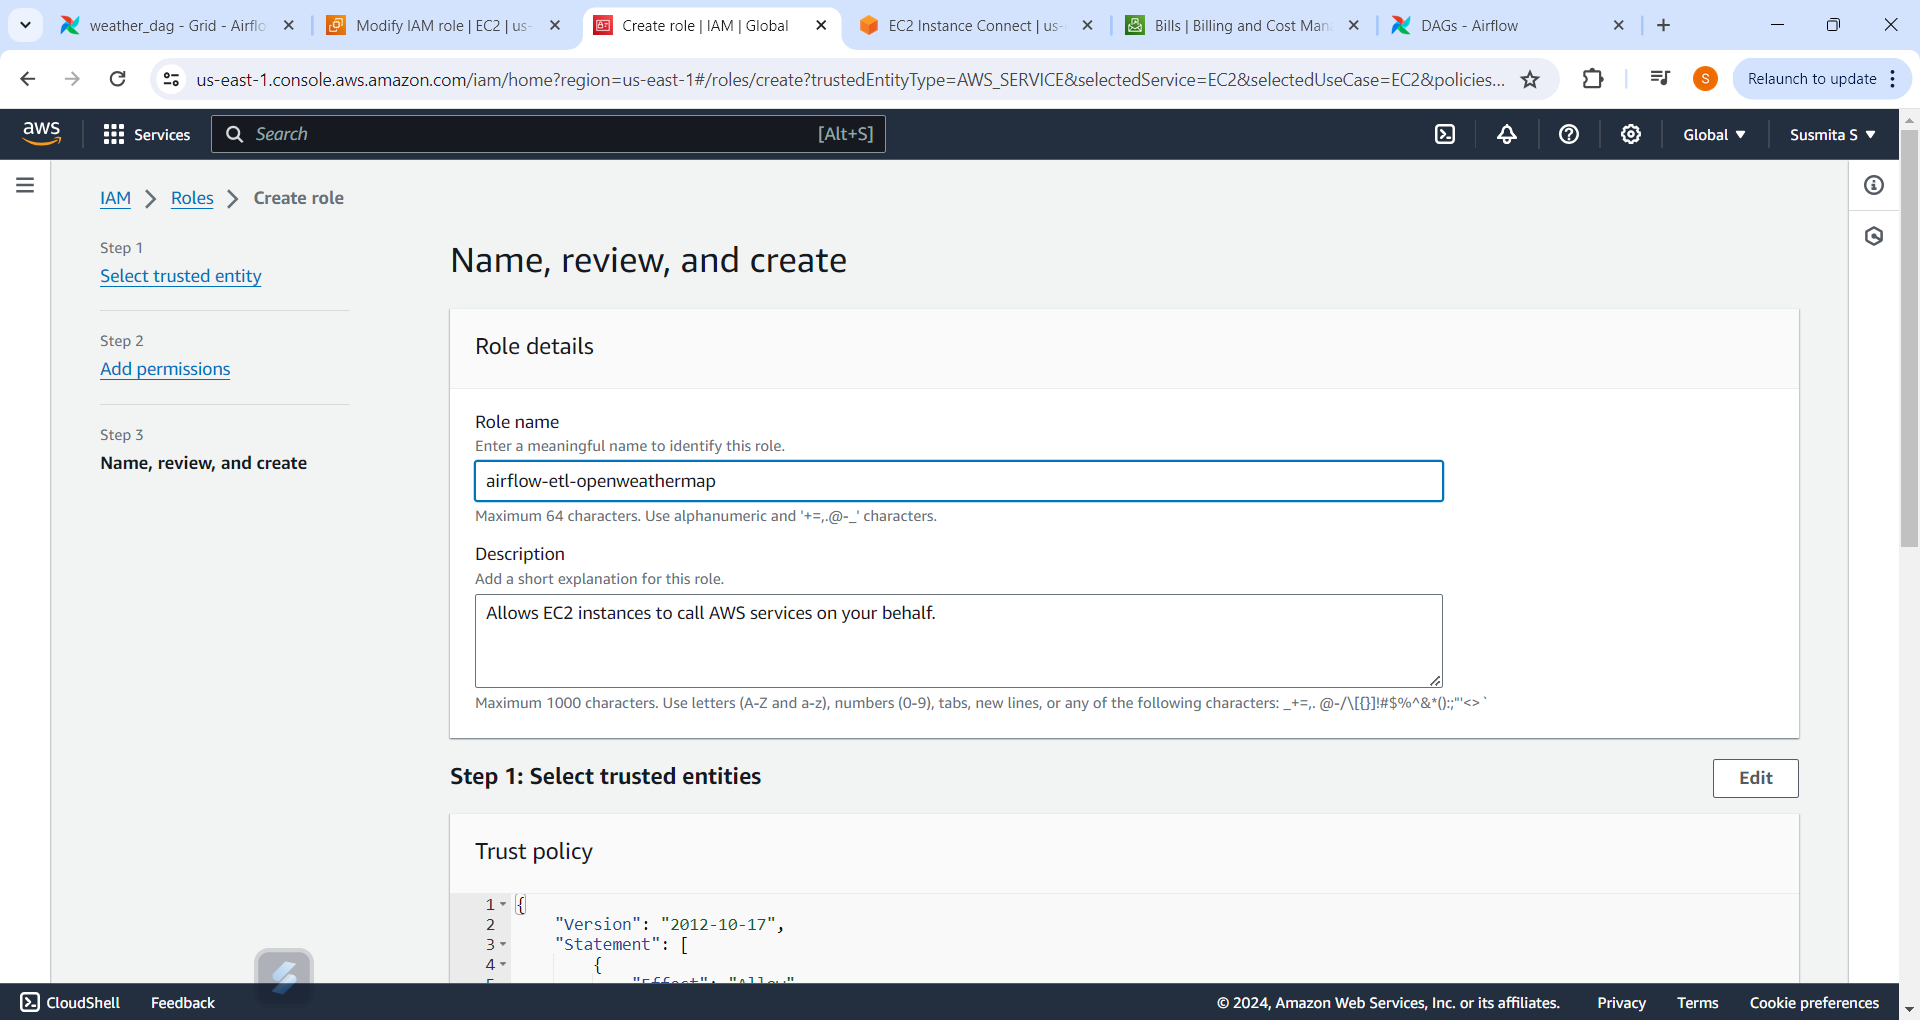 weather_dag - Grid - Airflo
Modify IAM role | EC2 | us-
Create role | IAM | Global
EC2 Instance Connect | us-
Bills | Billing and Cost Man
DAGs - Airflow
us-east-1.console.aws.amazon.com/iam/home?region=us-east-1#/roles/create?trustedEntityType=AWS_SERVICE&selectedService=EC2&selectedUseCase=EC2&policies...
S
Relaunch to update
aws
Services
Search
[Alt+S]
Global
Susmita S
IAM
Roles
Create role
Step 1
Select trusted entity
Step 2
Add permissions
Step 3
Name, review, and create
Name, review, and create
Role details
Role name
Enter a meaningful name to identify this role.
airflow-etl-openweathermap
Maximum 64 characters. Use alphanumeric and '+=,.@-_' characters.
Description
Add a short explanation for this role.
Allows EC2 instances to call AWS services on your behalf.
Maximum 1000 characters. Use letters (A-Z and a-z), numbers (0-9), tabs, new lines, or any of the following characters: _+=,. @-/\[{}]!#$%^&*();:"'<>`
Step 1: Select trusted entities
Edit
Trust policy
1 {
2 "Version": "2012-10-17",
3 "Statement": [
4 {
5 "Effect": "Allow"
CloudShell
Feedback
© 2024, Amazon Web Services, Inc. or its affiliates.
Privacy
Terms
Cookie preferences